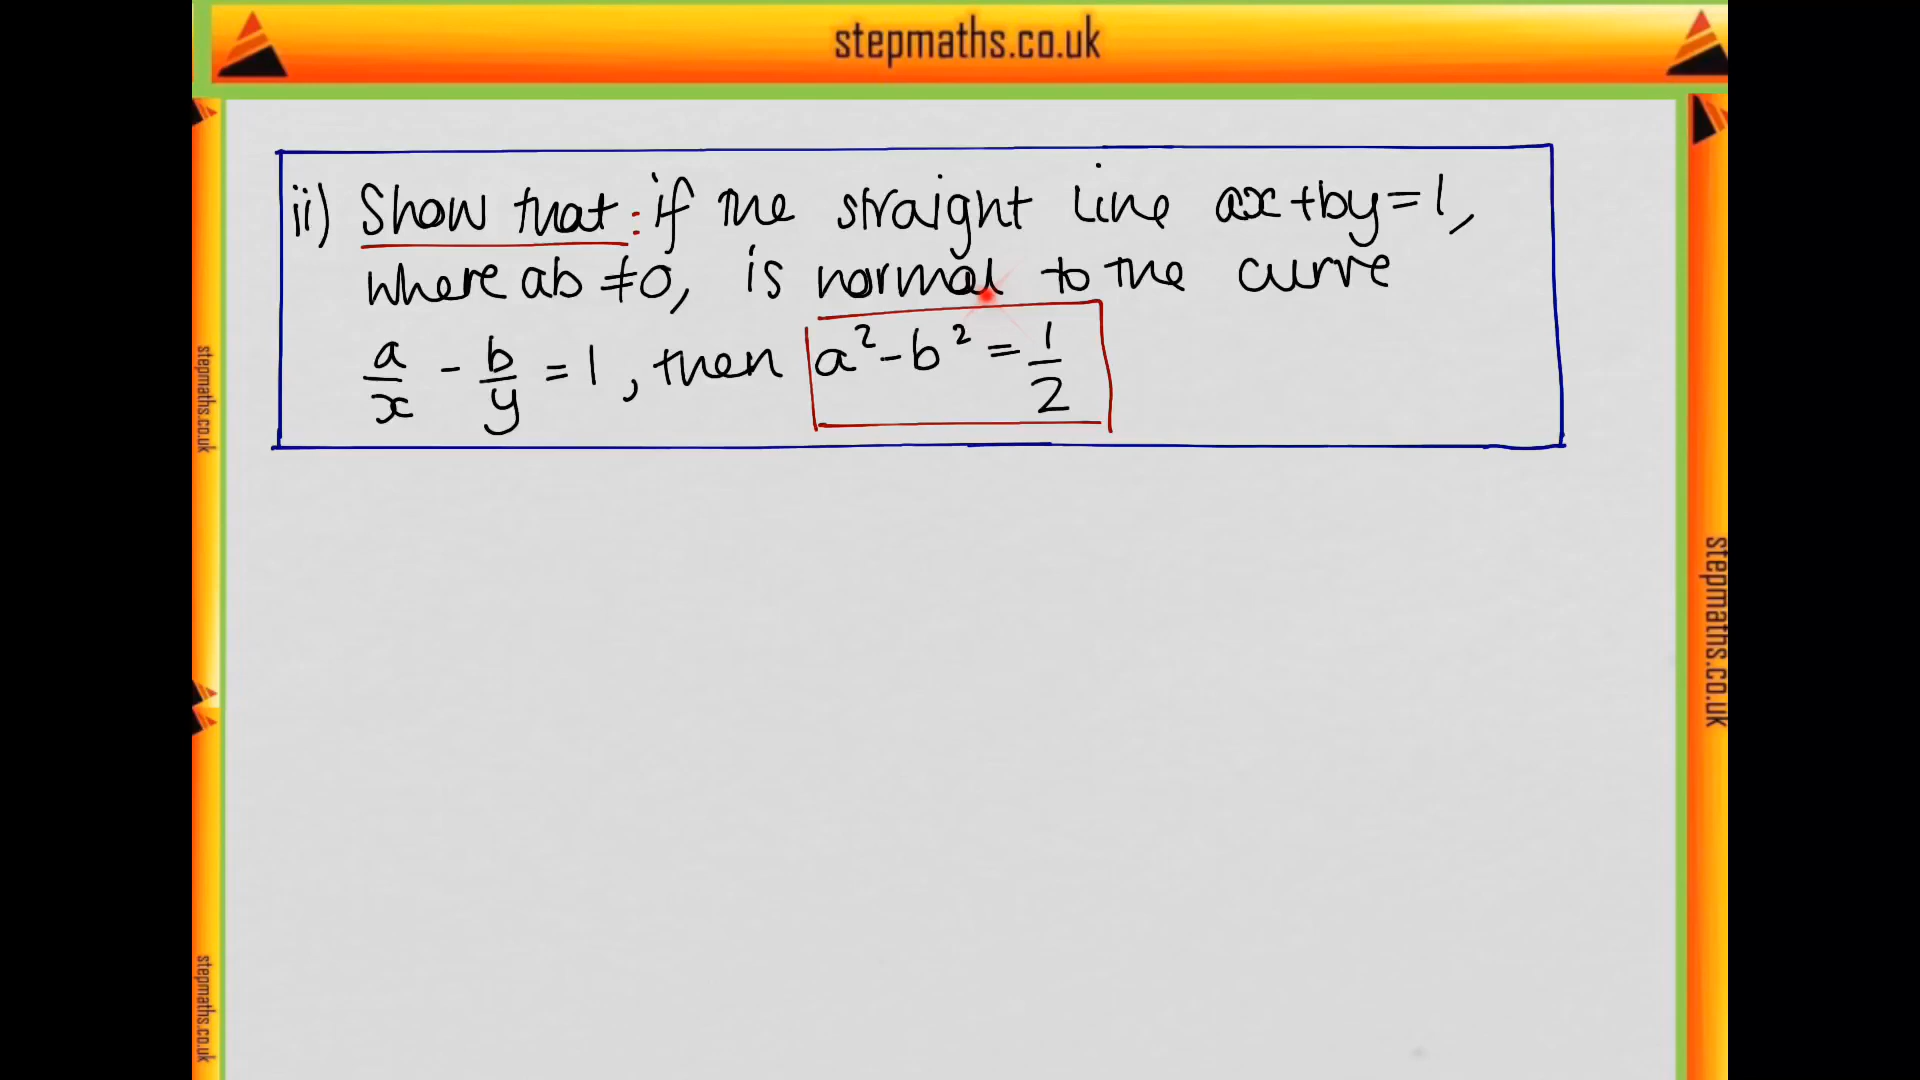 stepmaths.co.uk
ii) Show that: if the straight line ax+by=1,
where ab≠0, is normal to the curve
a/x - b/y = 1, then a² - b² = 1/2
stepmaths.co.uk
stepmaths.co.uk
stepmaths.co.uk